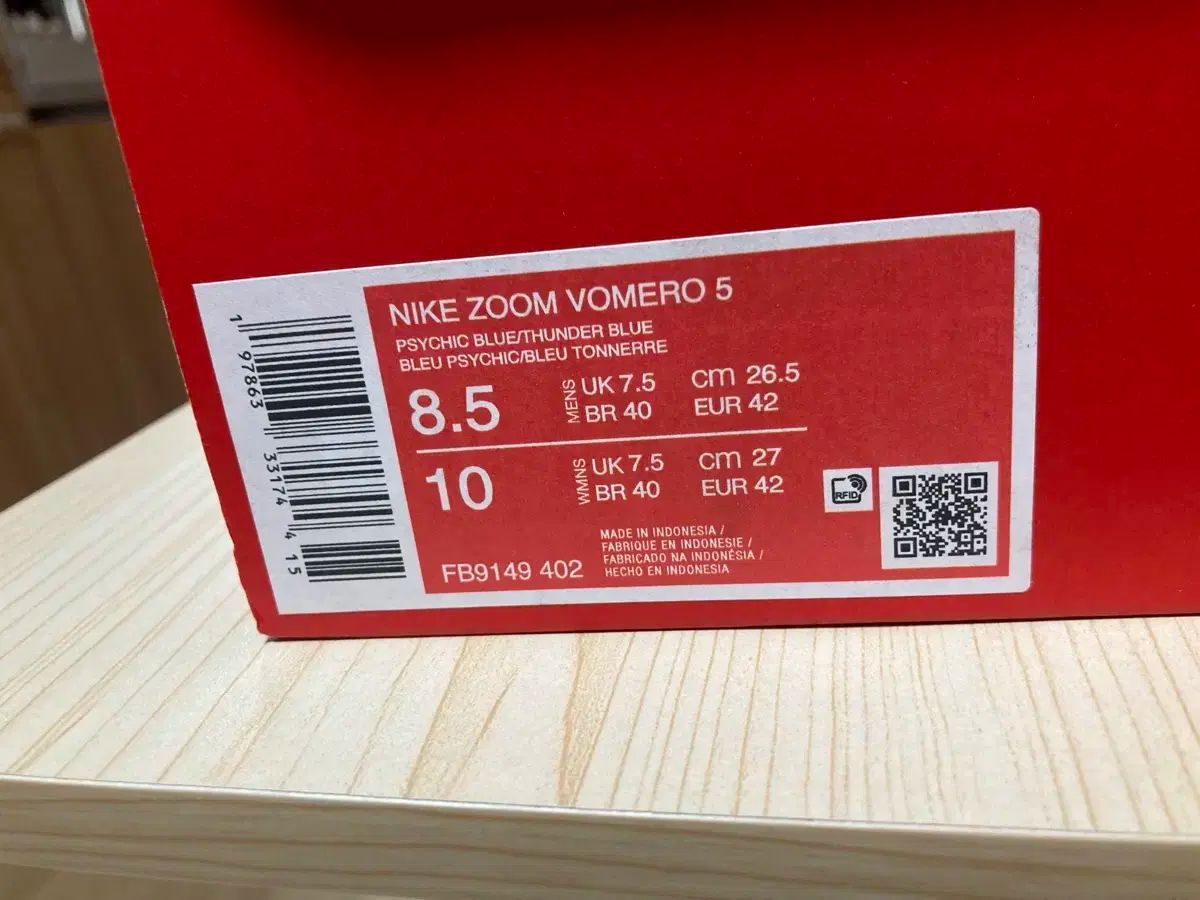 1 97863 33174 4 15
NIKE ZOOM VOMERO 5
PSYCHIC BLUE/THUNDER BLUE
BLEU PSYCHIC/BLEU TONNERRE
8.5
MENS
UK 7.5 cm 26.5
BR 40 EUR 42
10
WMNS
UK 7.5 cm 27
BR 40 EUR 42
RFID
FB9149 402
MADE IN INDONESIA /
FABRIQUE EN INDONESIE /
FABRICADO NA INDONÉSIA /
HECHO EN INDONESIA